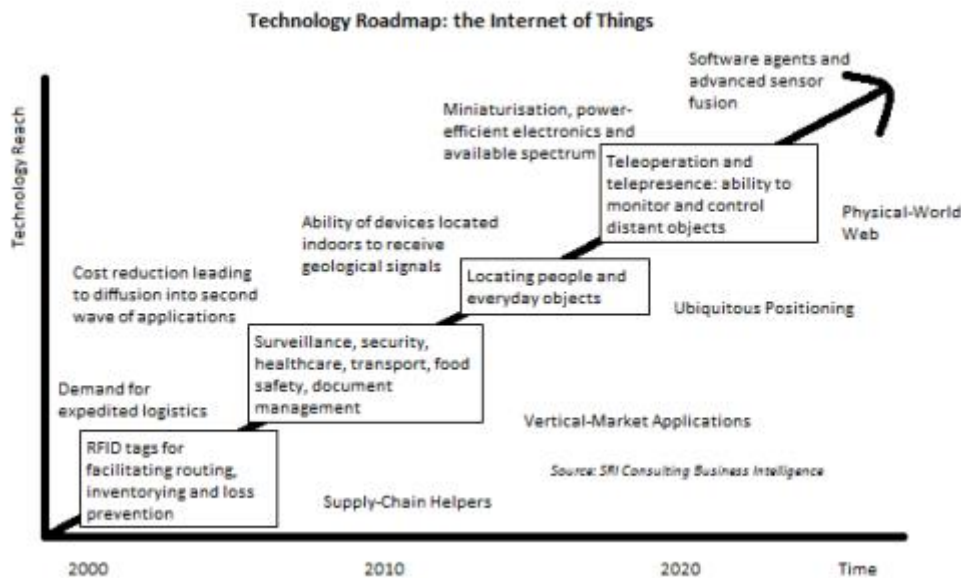 Technology Roadmap: the Internet of Things
Technology Reach
Software agents and
advanced sensor
fusion
Miniaturisation, power-
efficient electronics and
available spectrum
Teleoperation and
telepresence: ability to
monitor and control
distant objects
Physical-World
Web
Ability of devices located
indoors to receive
geological signals
Locating people and
everyday objects
Ubiquitous Positioning
Cost reduction leading
to diffusion into second
wave of applications
Surveillance, security,
healthcare, transport, food
safety, document
management
Vertical-Market Applications
Demand for
expedited logistics
RFID tags for
facilitating routing,
inventorying and loss
prevention
Supply-Chain Helpers
Source: SRI Consulting Business Intelligence
2000
2010
2020
Time